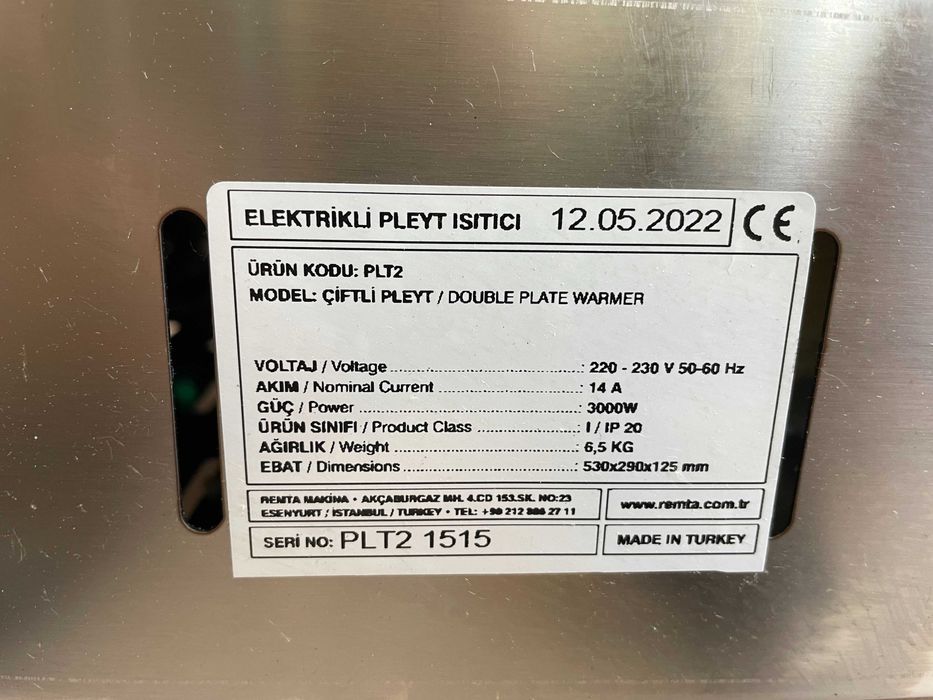 ELEKTRİKLİ PLEYT ISITICI 12.05.2022 CE
ÜRÜN KODU: PLT2
MODEL: ÇİFTLİ PLEYT / DOUBLE PLATE WARMER
VOLTAJ / Voltage ..........................................: 220 - 230 V 50-60 Hz
AKIM / Nominal Current ..............................: 14 A
GÜÇ / Power ................................................: 3000W
ÜRÜN SINIFI / Product Class ......................: I / IP 20
AĞIRLIK / Weight .........................................: 6,5 KG
EBAT / Dimensions ......................................: 530x290x125 mm
REMTA MAKİNA • AKÇABURGAZ MH. 4.CD 153.SK. NO:23
ESENYURT / ISTANBUL / TURKEY • TEL: +90 212 886 27 11
www.remta.com.tr
SERİ NO: PLT2 1515
MADE IN TURKEY